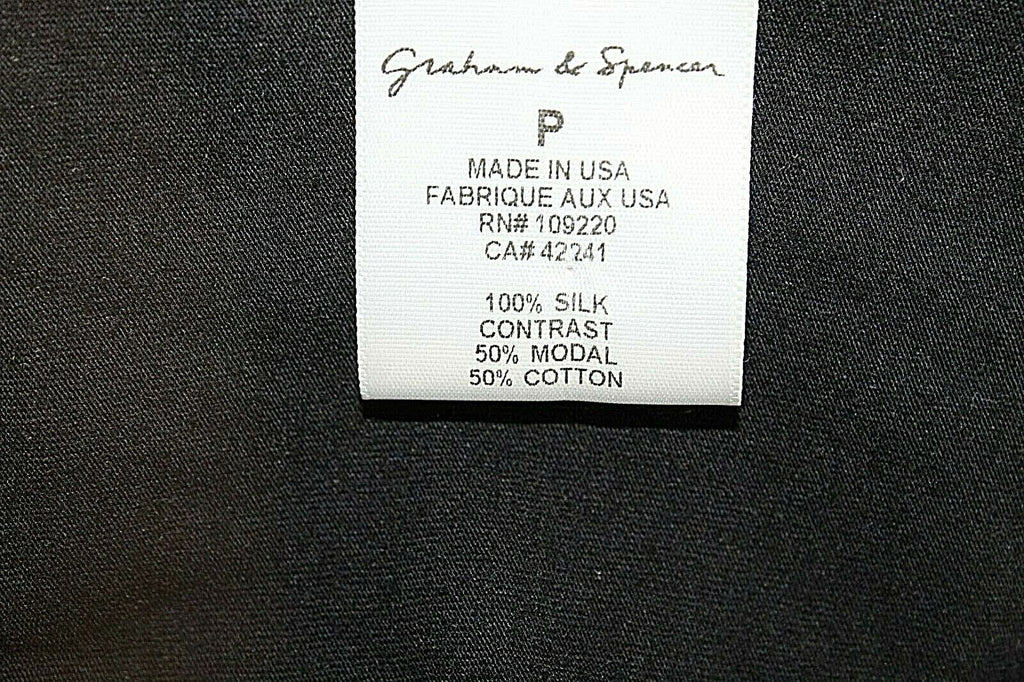 Graham & Spencer
P
MADE IN USA
FABRIQUE AUX USA
RN# 109220
CA# 42241
100% SILK
CONTRAST
50% MODAL
50% COTTON